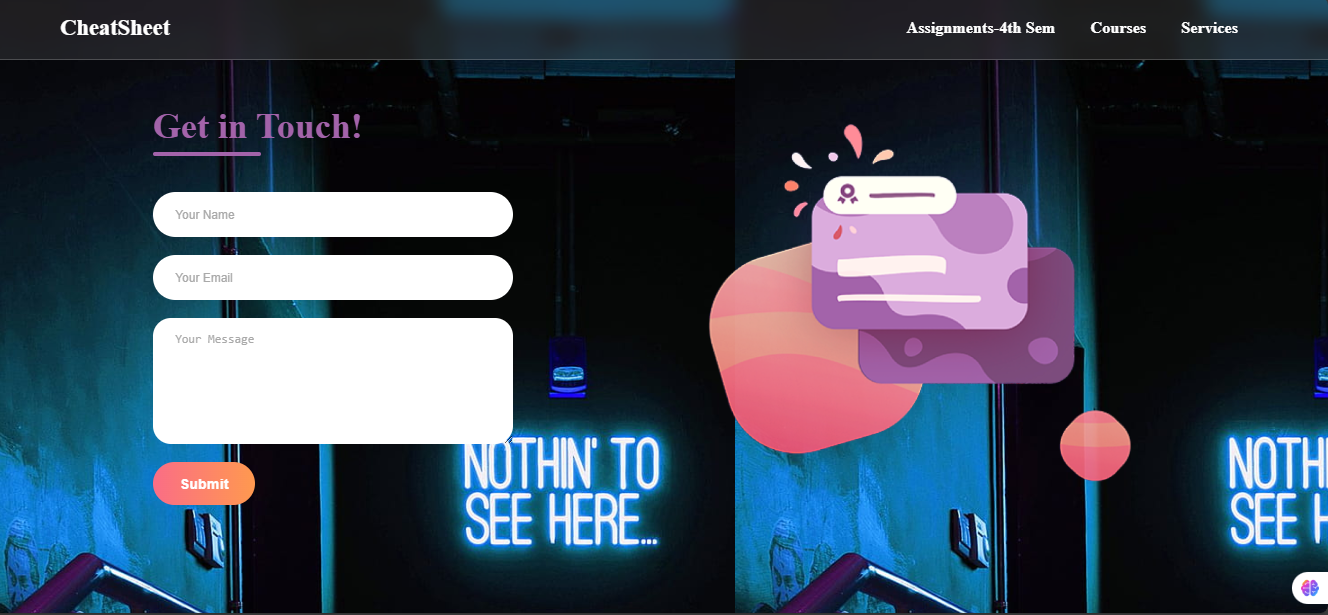 CheatSheet
Assignments-4th Sem Courses Services
Get in Touch!
Your Name
Your Email
Your Message
Submit
NOTHIN' TO
SEE HERE...
NOTH
SEE H